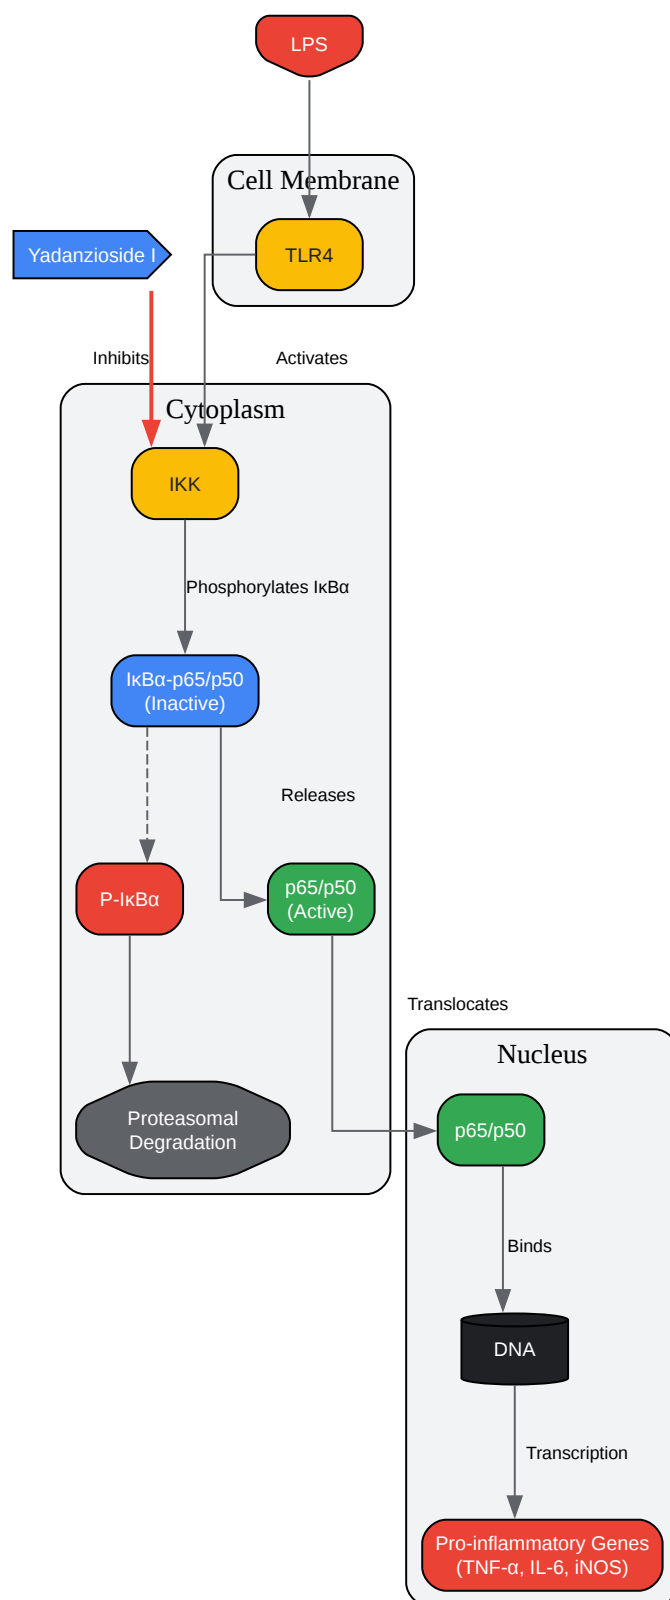 LPS
Cell Membrane
TLR4
Yadanzioside I
Inhibits
Activates
Cytoplasm
IKK
Phosphorylates IκBα
IκBα-p65/p50
(Inactive)
Releases
P-IκBα
p65/p50
(Active)
Translocates
Nucleus
Proteasomal
Degradation
p65/p50
Binds
DNA
Transcription
Pro-inflammatory Genes
(TNF-α, IL-6, iNOS)